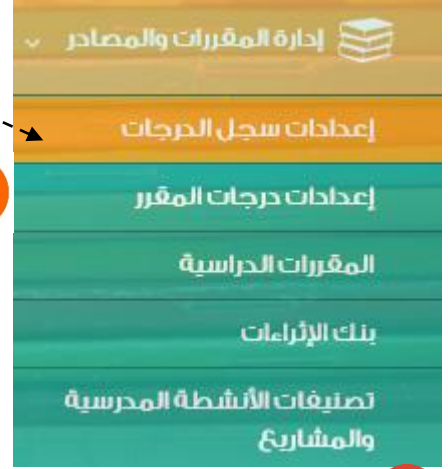 إدارة المقررات والمصادر
إعدادات سجل الدرجات
إعدادات درجات المقرر
المقررات الدراسية
بنك الإثراءات
تصنيفات الأنشطة المدرسية
والمشاريع